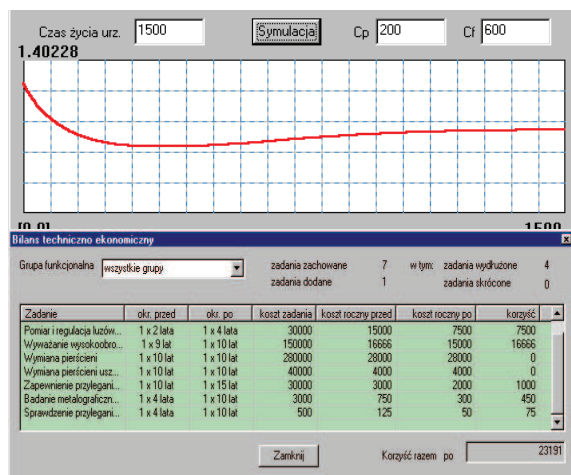 Czas życia urz. 1500 Symulacja Cp 200 Cf 600
1.40228
[0,0] 1500
Bilans techniczno ekonomiczny
Grupa funkcjonalna wszystkie grupy zadania zachowane 7 w tym: zadania wydłużone 4
zadania dodane 1 zadania skrócone 0
Zadanie okr. przed okr. po koszt zadania koszt roczny przed koszt roczny po korzyść
Pomiar i regulacja luzów... 1 x 2 lata 1 x 4 lata 30000 15000 7500 7500
Wyważanie wysokoobro... 1 x 9 lat 1 x 10 lat 150000 16666 15000 16666
Wymiana pierścieni 1 x 10 lat 1 x 10 lat 280000 28000 28000 0
Wymiana pierścieni usz... 1 x 10 lat 1 x 10 lat 40000 4000 4000 0
Zapewnienie przylegani... 1 x 10 lat 1 x 15 lat 30000 3000 2000 1000
Badanie metalograficzn... 1 x 4 lata 1 x 10 lat 3000 750 300 450
Sprawdzenie przylegani... 1 x 4 lata 1 x 10 lat 500 125 50 75
Zamknij Korzyść razem po 23191